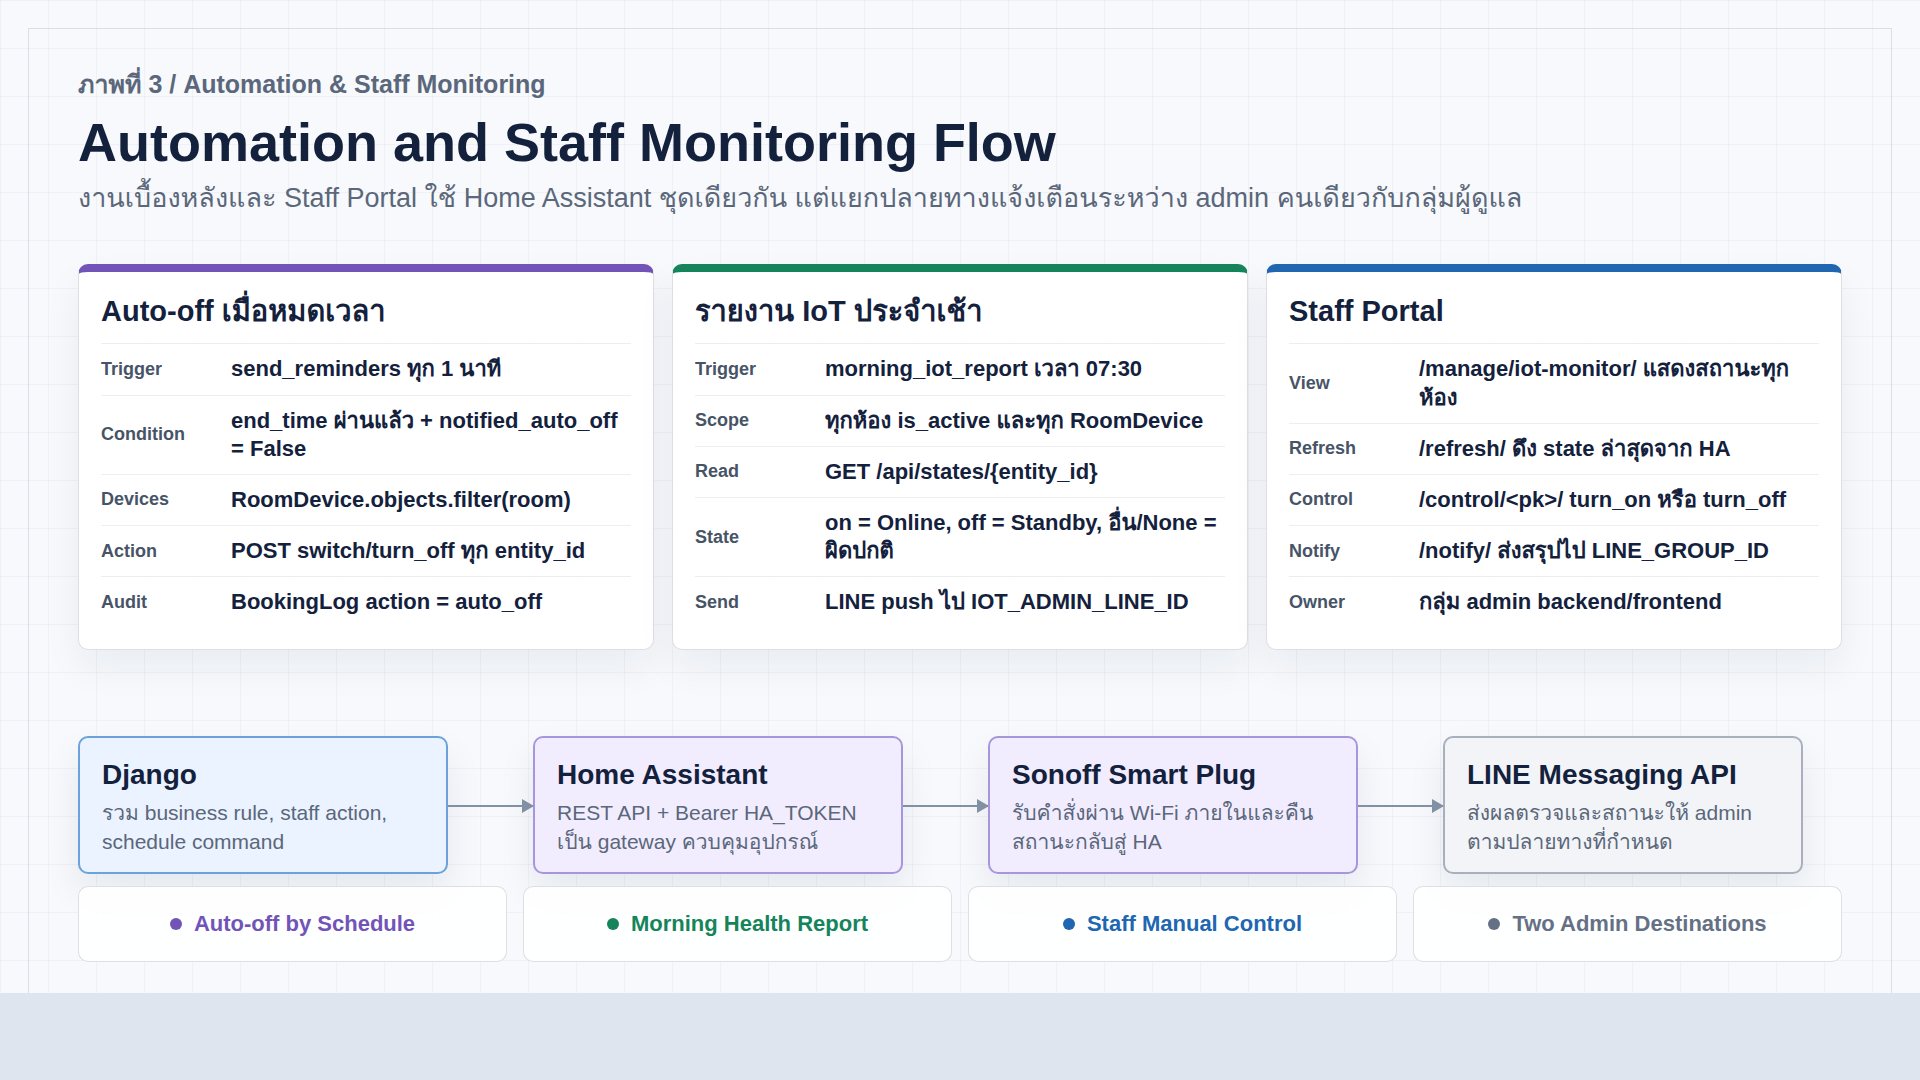 ภาพที่ 3 / Automation & Staff Monitoring
Automation and Staff Monitoring Flow
งานเบื้องหลังและ Staff Portal ใช้ Home Assistant ชุดเดียวกัน แต่แยกปลายทางแจ้งเตือนระหว่าง admin คนเดียวกับกลุ่มผู้ดูแล
Auto-off เมื่อหมดเวลา
Trigger send_reminders ทุก 1 นาที
Condition end_time ผ่านแล้ว + notified_auto_off
= False
Devices RoomDevice.objects.filter(room)
Action POST switch/turn_off ทุก entity_id
Audit BookingLog action = auto_off
รายงาน IoT ประจำเช้า
Trigger morning_iot_report เวลา 07:30
Scope ทุกห้อง is_active และทุก RoomDevice
Read GET /api/states/{entity_id}
State on = Online, off = Standby, อื่น/None =
ผิดปกติ
Send LINE push ไป IOT_ADMIN_LINE_ID
Staff Portal
View /manage/iot-monitor/ แสดงสถานะทุก
ห้อง
Refresh /refresh/ ดึง state ล่าสุดจาก HA
Control /control/<pk>/ turn_on หรือ turn_off
Notify /notify/ ส่งสรุปไป LINE_GROUP_ID
Owner กลุ่ม admin backend/frontend
Django
รวม business rule, staff action,
schedule command
Home Assistant
REST API + Bearer HA_TOKEN
เป็น gateway ควบคุมอุปกรณ์
Sonoff Smart Plug
รับคำสั่งผ่าน Wi-Fi ภายในและคืน
สถานะกลับสู่ HA
LINE Messaging API
ส่งผลตรวจและสถานะให้ admin
ตามปลายทางที่กำหนด
Auto-off by Schedule
Morning Health Report
Staff Manual Control
Two Admin Destinations